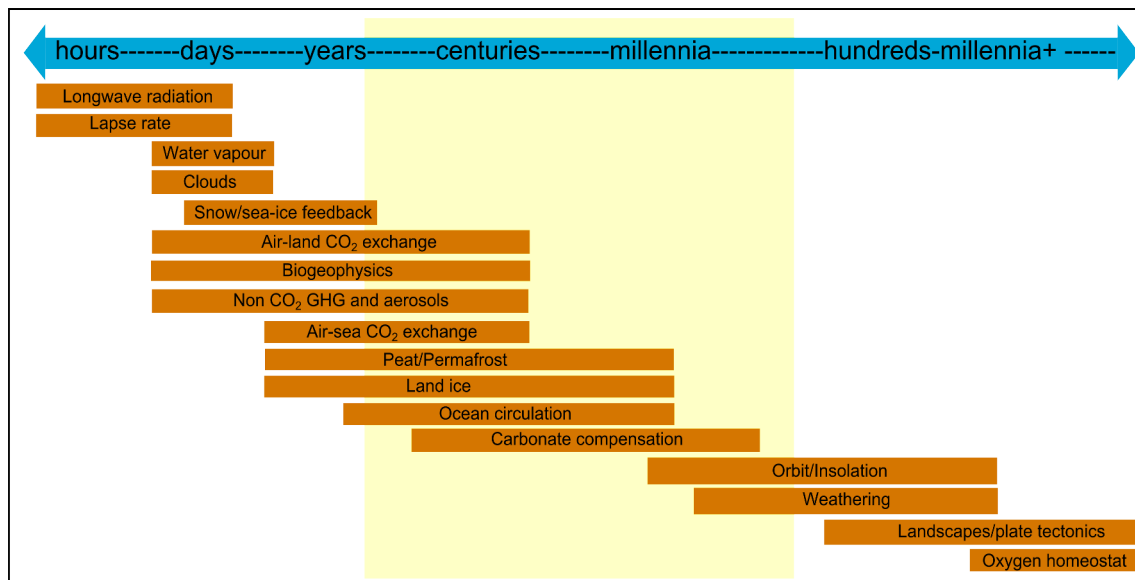 hours-------days--------years--------centuries--------millennia-------------hundreds-millennia+ ------
Longwave radiation
Lapse rate
Water vapour
Clouds
Snow/sea-ice feedback
Air-land CO₂ exchange
Biogeophysics
Non CO₂ GHG and aerosols
Air-sea CO₂ exchange
Peat/Permafrost
Land ice
Ocean circulation
Carbonate compensation
Orbit/Insolation
Weathering
Landscapes/plate tectonics
Oxygen homeostat